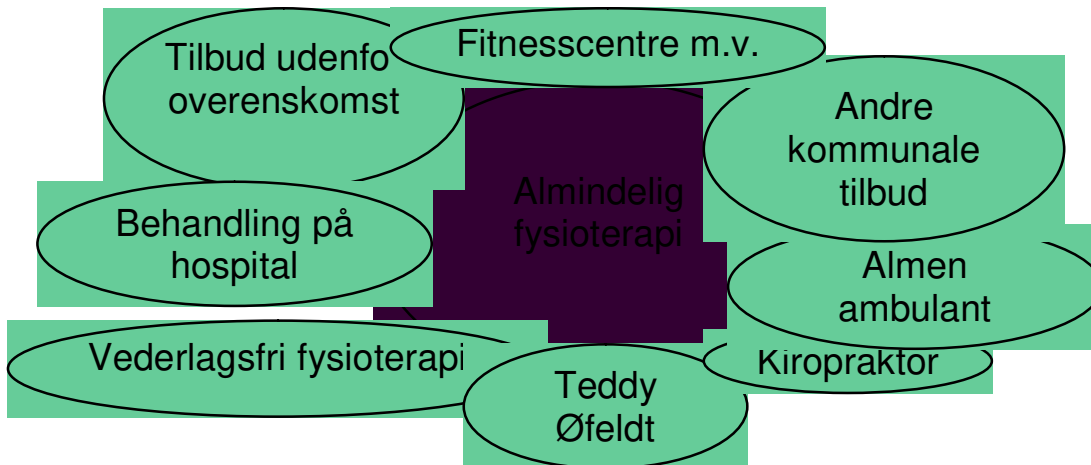 Tilbud udenfo
overenskomst
Fitnesscentre m.v.
Andre
kommunale
tilbud
Almindelig
fysioterapi
Behandling på
hospital
Almen
ambulant
Vederlagsfri fysioterapi
Teddy
Øfeldt
Kiropraktor